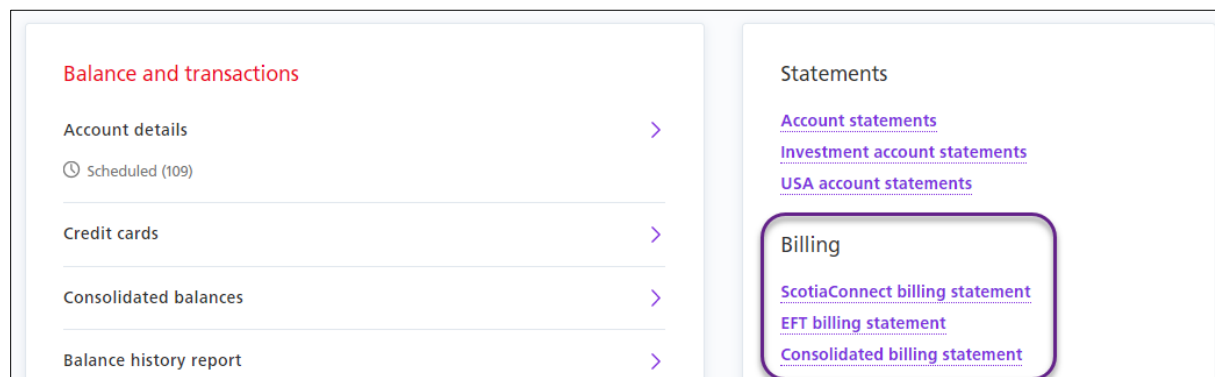 Balance and transactions
Account details
Scheduled (109)
Credit cards
Consolidated balances
Balance history report
Statements
Account statements
Investment account statements
USA account statements
Billing
ScotiaConnect billing statement
EFT billing statement
Consolidated billing statement